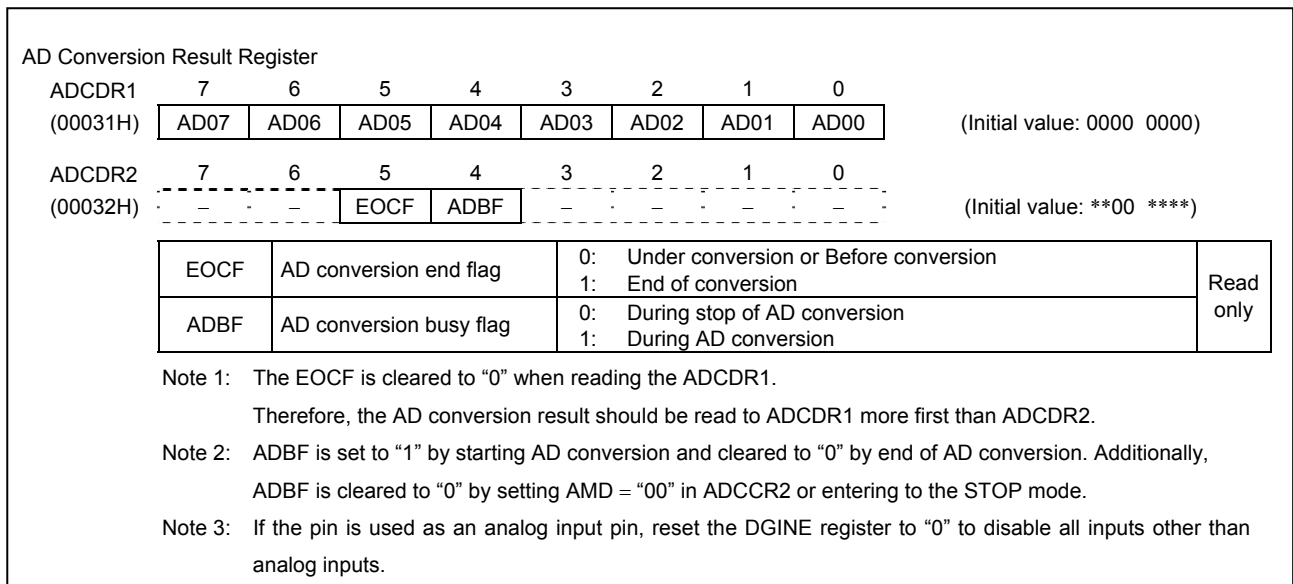 AD Conversion Result Register
ADCDR1 7 6 5 4 3 2 1 0
(00031H) AD07 AD06 AD05 AD04 AD03 AD02 AD01 AD00 (Initial value: 0000 0000)
ADCDR2 7 6 5 4 3 2 1 0
(00032H) – – EOCF ADBF – – – – (Initial value: **00 ****)
EOCF AD conversion end flag 0: Under conversion or Before conversion
1: End of conversion
Read only
ADBF AD conversion busy flag 0: During stop of AD conversion
1: During AD conversion
Note 1: The EOCF is cleared to “0” when reading the ADCDR1.
Therefore, the AD conversion result should be read to ADCDR1 more first than ADCDR2.
Note 2: ADBF is set to “1” by starting AD conversion and cleared to “0” by end of AD conversion. Additionally,
ADBF is cleared to “0” by setting AMD = “00” in ADCCR2 or entering to the STOP mode.
Note 3: If the pin is used as an analog input pin, reset the DGINE register to “0” to disable all inputs other than
analog inputs.